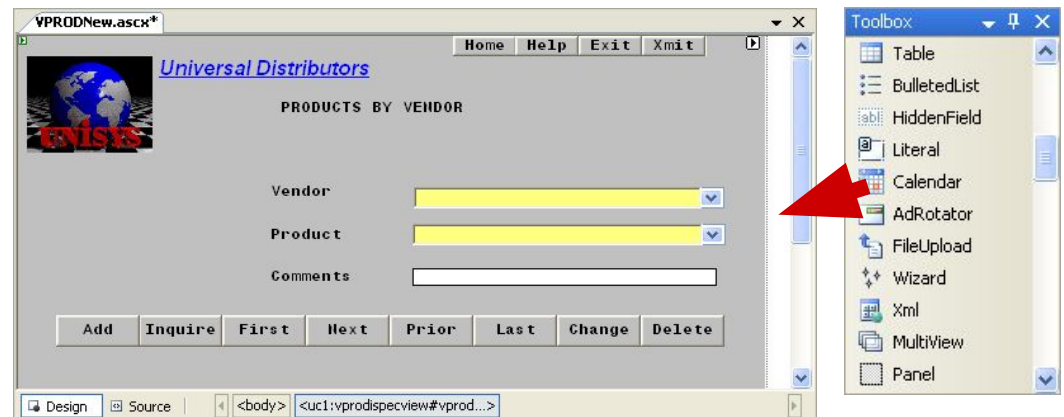 VPRODNew.ascx*
Home Help Exit Xmit
Universal Distributors
UNISYS
PRODUCTS BY VENDOR
Vendor
Product
Comments
Add Inquire First Next Prior Last Change Delete
Design Source <body> <uc1:vprodispecview#vprod...>
Toolbox
Table
BulletedList
abl HiddenField
a Literal
Calendar
AdRotator
FileUpload
Wizard
Xml
MultiView
Panel